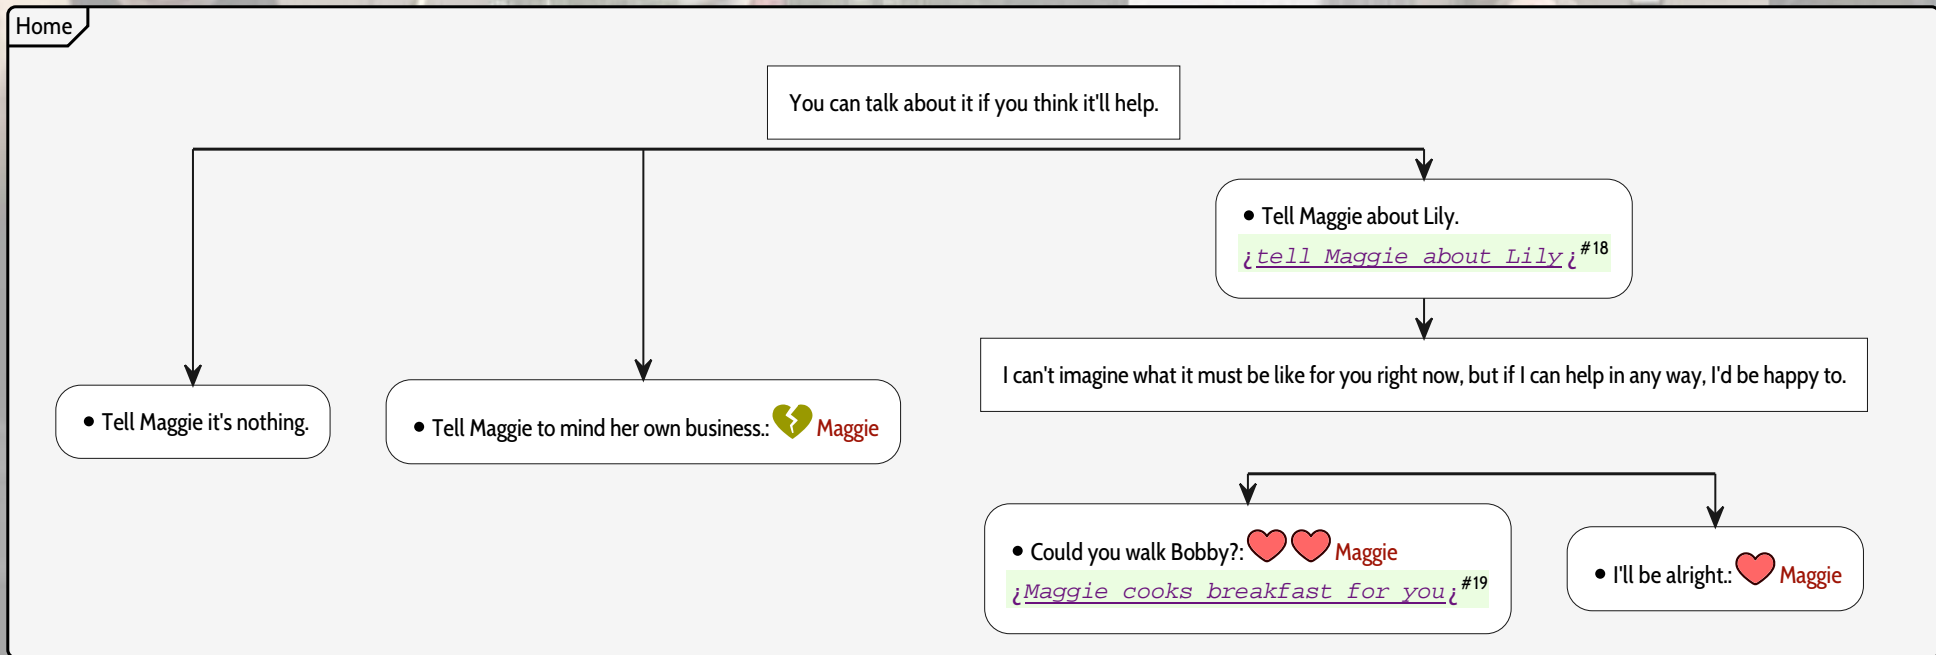 Home
You can talk about it if you think it'll help.
• Tell Maggie about Lily.
¿tell Maggie about Lily¿#18
I can't imagine what it must be like for you right now, but if I can help in any way, I'd be happy to.
• Tell Maggie it's nothing.
• Tell Maggie to mind her own business.: Maggie
• Could you walk Bobby?: Maggie
¿Maggie cooks breakfast for you¿#19
• I'll be alright.: Maggie